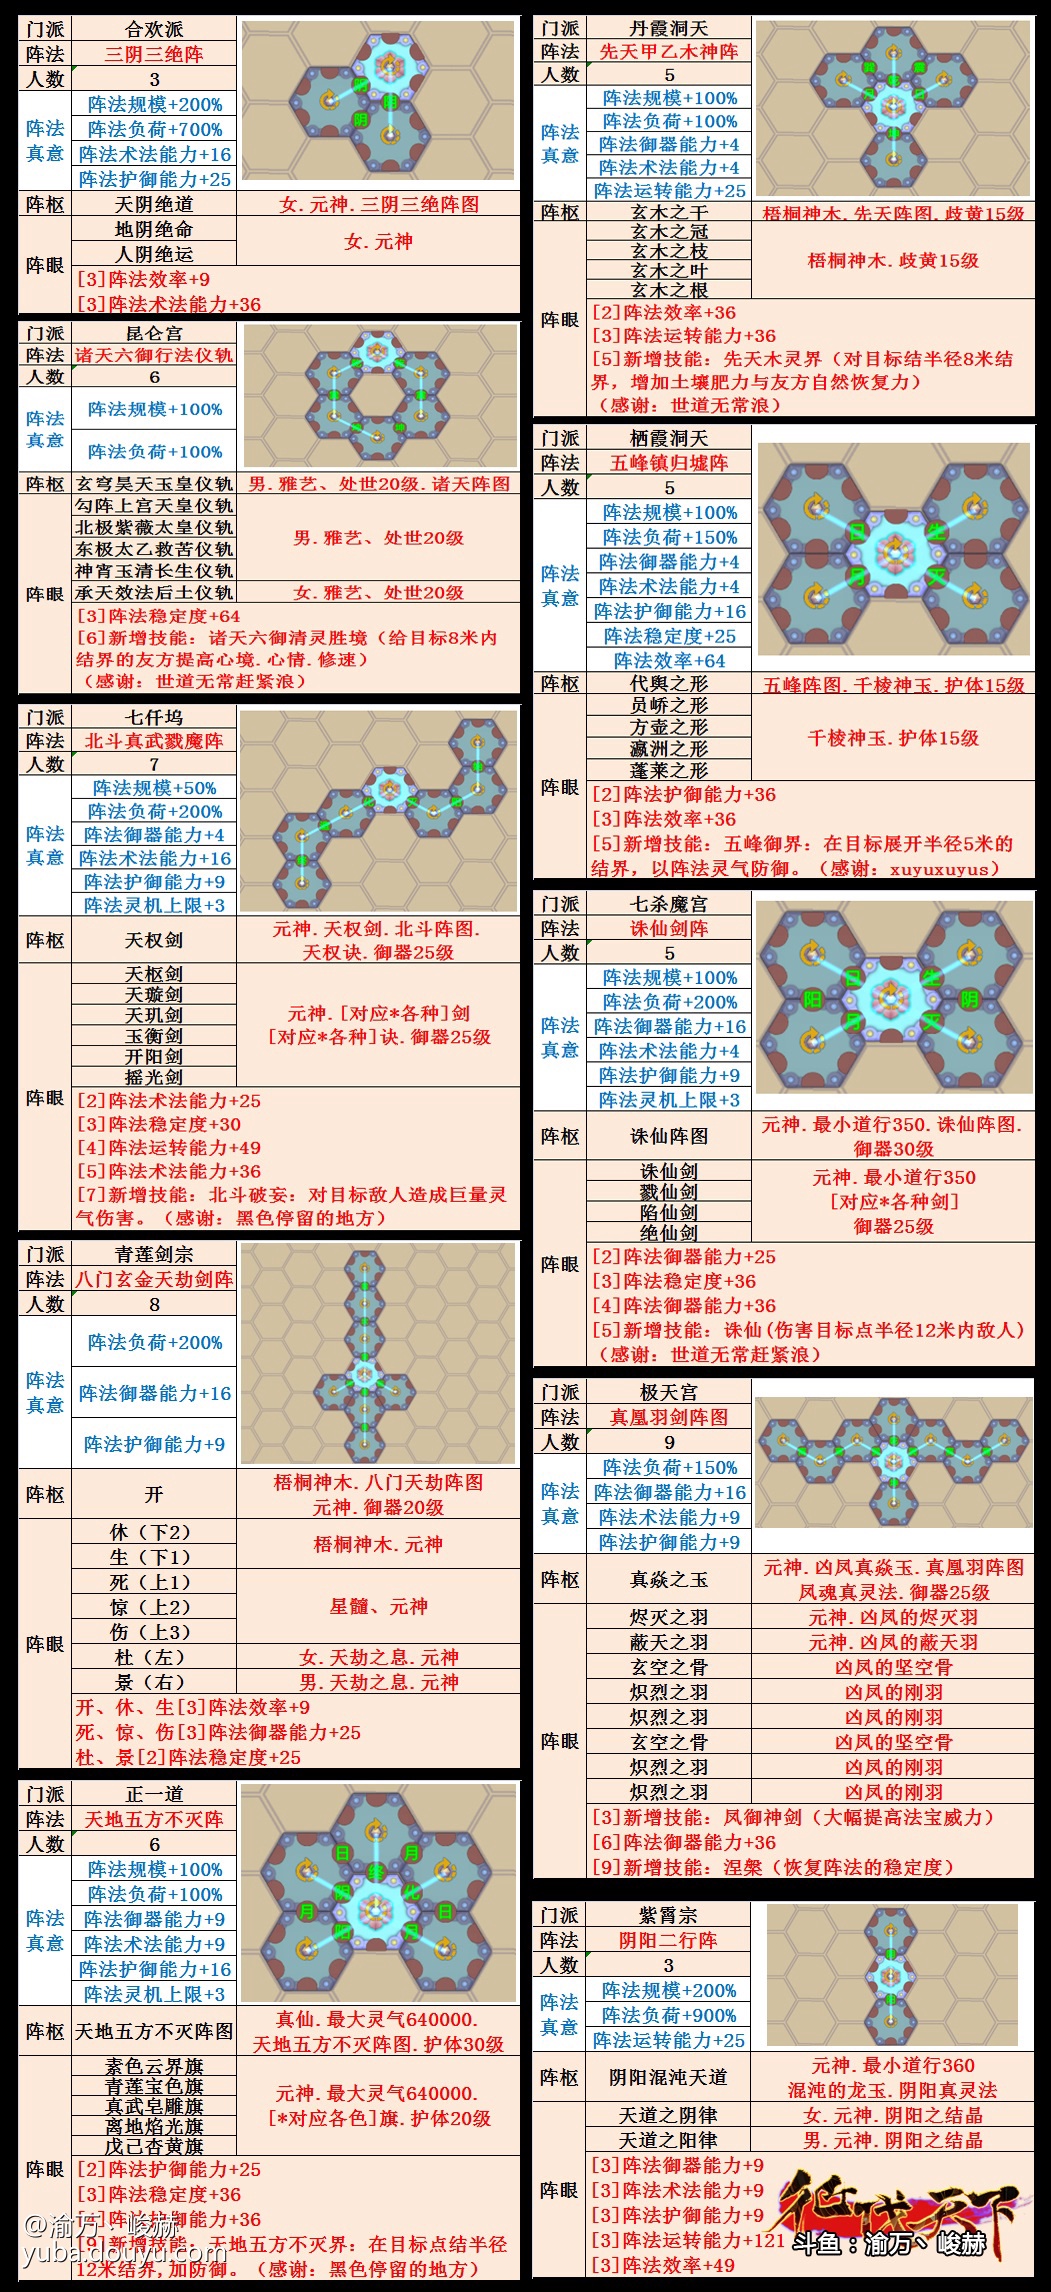 门派 合欢派
阵法 三阴三绝阵
人数 3
阵法真意 阵法规模+200%
阵法负荷+700%
阵法术法能力+16
阵法护御能力+25
阵枢 天阴绝道 女.元神.三阴三绝阵图
阵眼 地阴绝命 女.元神
人阴绝运
[3]阵法效率+9
[3]阵法术法能力+36
门派 昆仑宫
阵法 诸天六御行法仪轨
人数 6
阵法真意 阵法规模+100%
阵法负荷+100%
阵枢 玄穹昊天玉皇仪轨 男.雅艺、处世20级.诸天阵图
阵眼 勾阵上宫天皇仪轨 男.雅艺、处世20级
北极紫薇太皇仪轨
东极太乙救苦仪轨
神宵玉清长生仪轨
承天效法后土仪轨 女.雅艺、处世20级
[3]阵法稳定度+64
[6]新增技能：诸天六御清灵胜境（给目标8米内
结界的友方提高心境.心情.修速）
（感谢：世道无常赶紧浪）
门派 七仟坞
阵法 北斗真武戮魔阵
人数 7
阵法真意 阵法规模+50%
阵法负荷+200%
阵法御器能力+4
阵法术法能力+16
阵法护御能力+9
阵法灵机上限+3
阵枢 天权剑 元神.天权剑.北斗阵图.
天权诀.御器25级
阵眼 天枢剑 元神.[对应*各种]剑
天璇剑 [对应*各种]诀.御器25级
天玑剑
玉衡剑
开阳剑
摇光剑
[2]阵法术法能力+25
[3]阵法稳定度+30
[4]阵法运转能力+49
[5]阵法术法能力+36
[7]新增技能：北斗破妄：对目标敌人造成巨量灵
气伤害。（感谢：黑色停留的地方）
门派 青莲剑宗
阵法 八门玄金天劫剑阵
人数 8
阵法真意 阵法负荷+200%
阵法御器能力+16
阵法护御能力+9
阵枢 开 梧桐神木.八门天劫阵图
元神.御器20级
阵眼 休（下2） 梧桐神木.元神
生（下1）
死（上1） 星髓、元神
惊（上2）
伤（上3）
杜（左） 女.天劫之息.元神
景（右） 男.天劫之息.元神
开、休、生[3]阵法效率+9
死、惊、伤[3]阵法御器能力+25
杜、景[2]阵法稳定度+25
门派 正一道
阵法 天地五方不灭阵
人数 6
阵法真意 阵法规模+100%
阵法负荷+100%
阵法御器能力+9
阵法术法能力+9
阵法护御能力+16
阵法灵机上限+3
阵枢 天地五方不灭阵图 真仙.最大灵气640000.
天地五方不灭阵图.护体30级
阵眼 素色云界旗 元神.最大灵气640000.
青莲宝色旗 [*对应各色]旗.护体20级
真武皂雕旗
离地焰光旗
戊己杏黄旗
[2]阵法护御能力+25
[3]阵法稳定度+36
能力+36
[9]新增技能：天地五方不灭界：在目标点结半径
12米结界,加防御。（感谢：黑色停留的地方）
@渝万丶峻赫
yuba.douyu.com
门派 丹霞洞天
阵法 先天甲乙木神阵
人数 5
阵法真意 阵法规模+100%
阵法负荷+100%
阵法御器能力+4
阵法术法能力+4
阵法运转能力+25
阵枢 玄木之干 梧桐神木.先天阵图.歧黄15级
阵眼 玄木之冠 梧桐神木.歧黄15级
玄木之枝
玄木之叶
玄木之根
[2]阵法效率+36
[3]阵法运转能力+36
[5]新增技能：先天木灵界（对目标结半径8米结
界，增加土壤肥力与友方自然恢复力）
（感谢：世道无常浪）
门派 栖霞洞天
阵法 五峰镇归墟阵
人数 5
阵法真意 阵法规模+100%
阵法负荷+150%
阵法御器能力+4
阵法术法能力+4
阵法护御能力+16
阵法稳定度+25
阵法效率+64
阵枢 代舆之形 五峰阵图.千棱神玉.护体15级
阵眼 员峤之形 千棱神玉.护体15级
方壶之形
瀛洲之形
蓬莱之形
[2]阵法护御能力+36
[3]阵法效率+36
[5]新增技能：五峰御界：在目标展开半径5米的
结界，以阵法灵气防御。（感谢：xuyuxuyus）
门派 七杀魔宫
阵法 诛仙剑阵
人数 5
阵法真意 阵法规模+100%
阵法负荷+200%
阵法御器能力+16
阵法术法能力+4
阵法护御能力+9
阵法灵机上限+3
阵枢 诛仙阵图 元神.最小道行350.诛仙阵图.
御器30级
阵眼 诛仙剑 元神.最小道行350
戮仙剑 [对应*各种剑]
陷仙剑 御器25级
绝仙剑
[2]阵法御器能力+25
[3]阵法稳定度+36
[4]阵法御器能力+36
[5]新增技能：诛仙(伤害目标点半径12米内敌人)
（感谢：世道无常赶紧浪）
门派 极天宫
阵法 真凰羽剑阵图
人数 9
阵法真意 阵法负荷+150%
阵法御器能力+16
阵法术法能力+9
阵法护御能力+9
阵枢 真焱之玉 元神.凶凤真焱玉.真凰羽阵图
凤魂真灵法.御器25级
阵眼 烬灭之羽 元神.凶凤的烬灭羽
蔽天之羽 元神.凶凤的蔽天羽
玄空之骨 凶凤的坚空骨
炽烈之羽 凶凤的刚羽
炽烈之羽 凶凤的刚羽
玄空之骨 凶凤的坚空骨
炽烈之羽 凶凤的刚羽
炽烈之羽 凶凤的刚羽
[3]新增技能：凤御神剑（大幅提高法宝威力）
[6]阵法御器能力+36
[9]新增技能：涅槃（恢复阵法的稳定度）
门派 紫霄宗
阵法 阴阳二行阵
人数 3
阵法真意 阵法规模+200%
阵法负荷+900%
阵法运转能力+25
阵枢 阴阳混沌天道 元神.最小道行360
混沌的龙玉.阴阳真灵法
阵眼 天道之阴律 女.元神.阴阳之结晶
天道之阳律 男.元神.阴阳之结晶
[3]阵法御器能力+9
[3]阵法术法能力+9
[3]阵法护御能力+9
[3]阵法运转能力+121
[3]阵法效率+49
征战天下
斗鱼：渝万丶峻赫